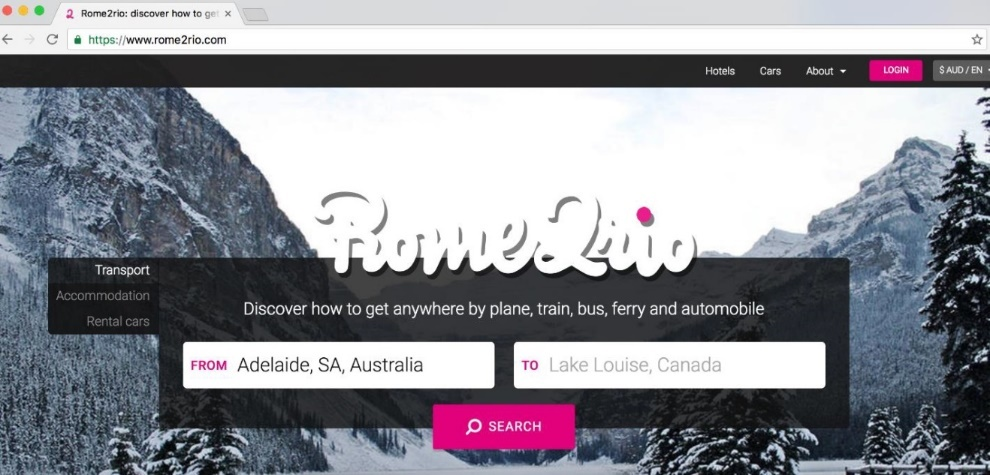 2 Rome2rio: discover how to get
https://www.rome2rio.com
Hotels Cars About LOGIN $ AUD / EN
Rome2rio
Transport
Accommodation
Rental cars
Discover how to get anywhere by plane, train, bus, ferry and automobile
FROM Adelaide, SA, Australia TO Lake Louise, Canada
SEARCH